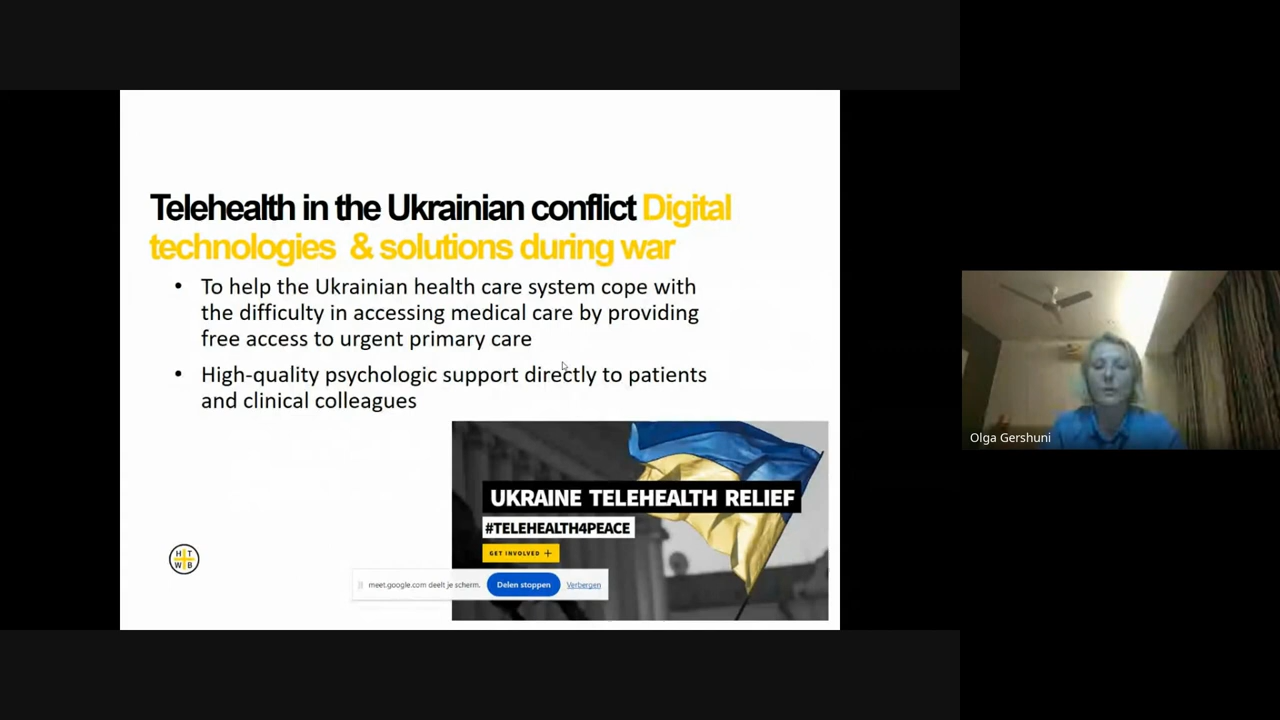 Telehealth in the Ukrainian conflict Digital
technologies & solutions during war
• To help the Ukrainian health care system cope with
the difficulty in accessing medical care by providing
free access to urgent primary care
• High-quality psychologic support directly to patients
and clinical colleagues
UKRAINE TELEHEALTH RELIEF
#TELEHEALTH4PEACE
GET INVOLVED +
meet.google.com deelt je scherm. Delen stoppen Verbergen
H T
W B
Olga Gershuni